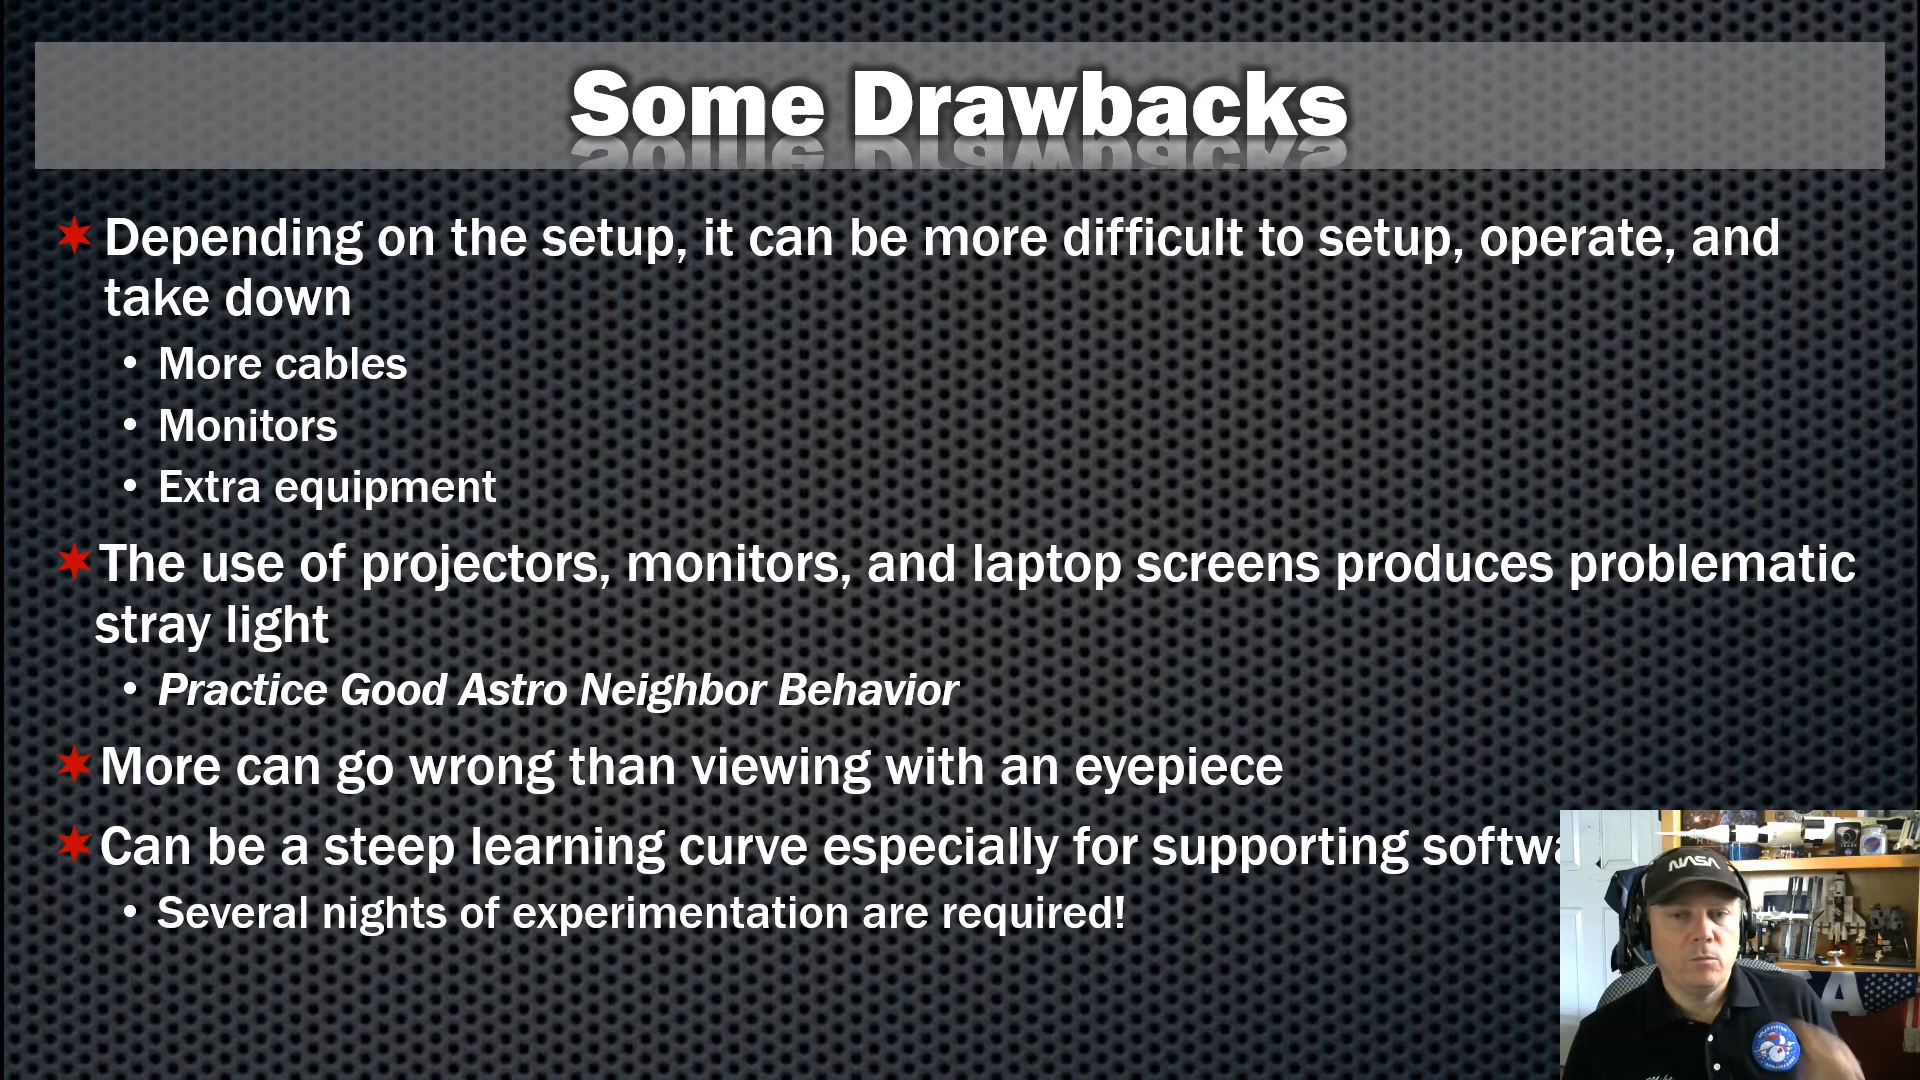 Some Drawbacks
Depending on the setup, it can be more difficult to setup, operate, and
take down
• More cables
• Monitors
• Extra equipment
The use of projectors, monitors, and laptop screens produces problematic
stray light
• Practice Good Astro Neighbor Behavior
More can go wrong than viewing with an eyepiece
Can be a steep learning curve especially for supporting softwa
• Several nights of experimentation are required!
NASA